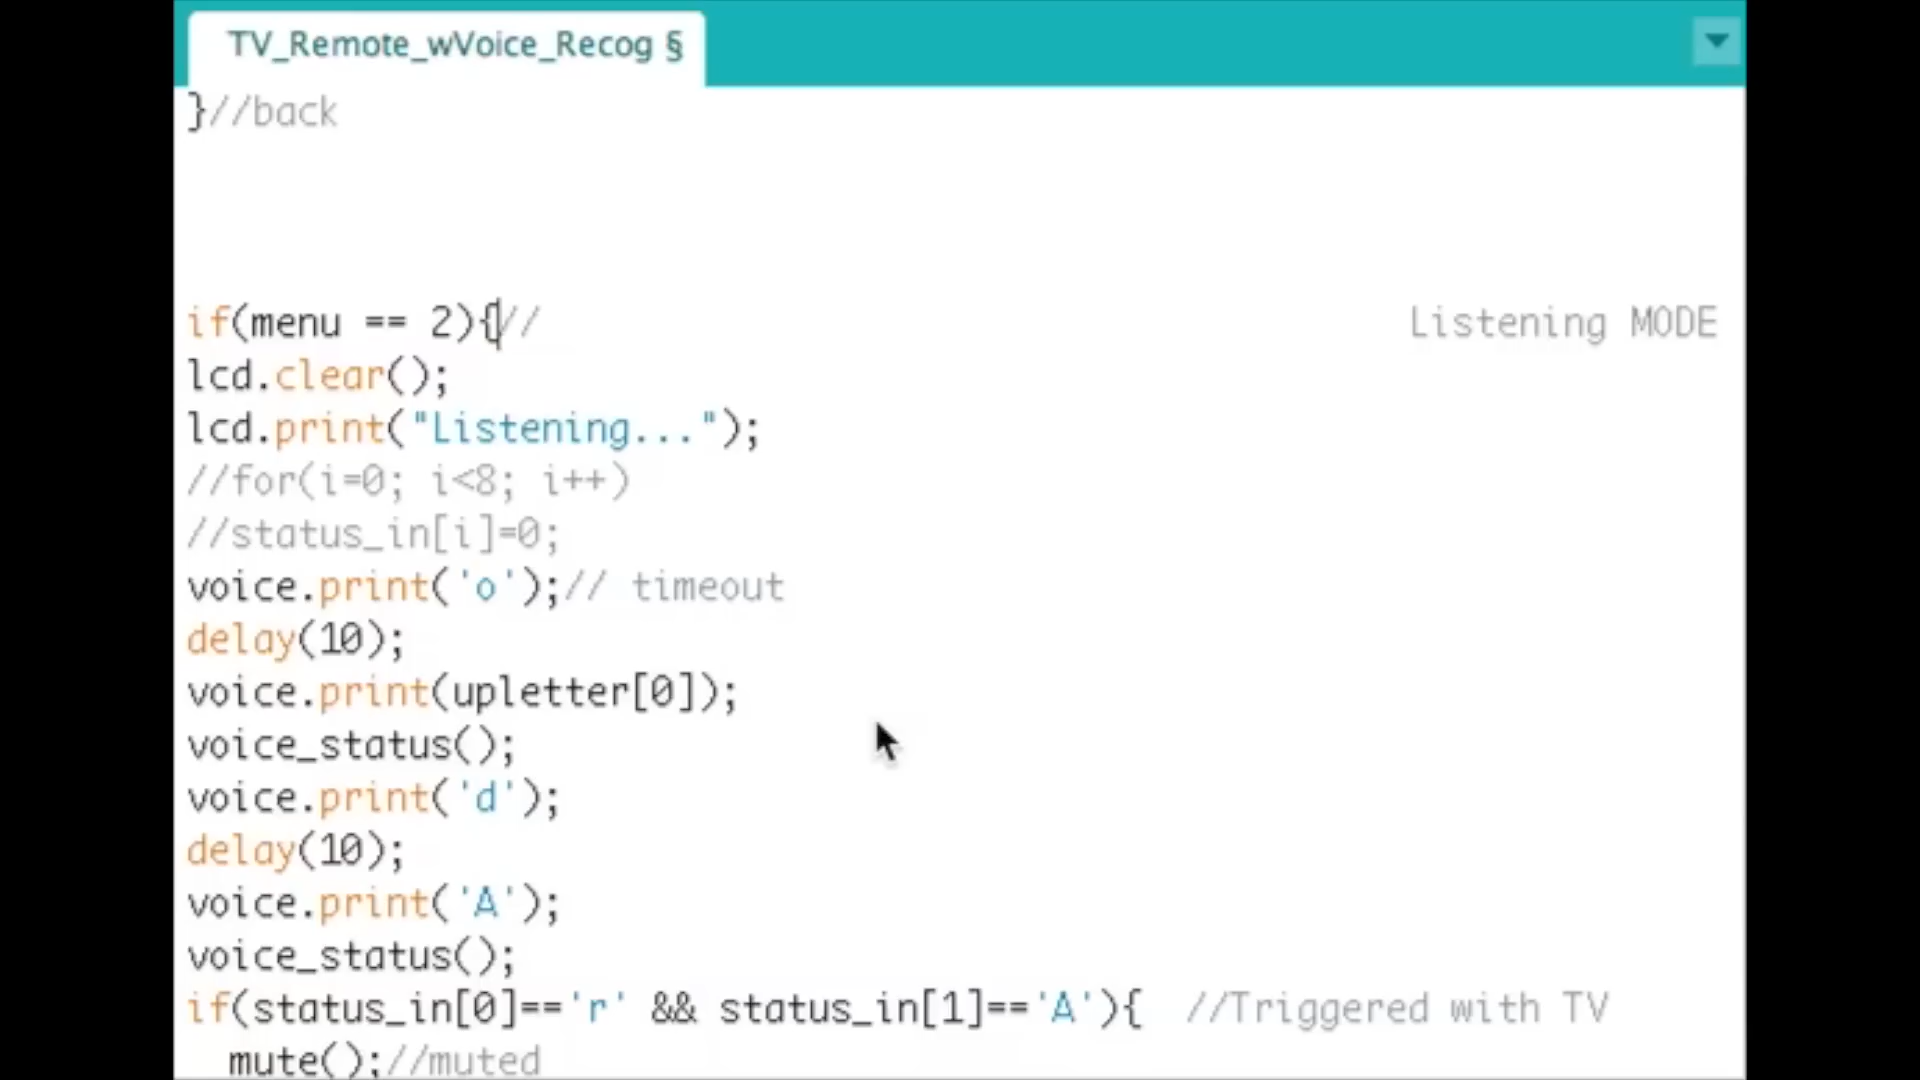 TV_Remote_wVoice_Recog §
}//back
if(menu == 2){// Listening MODE
lcd.clear();
lcd.print("Listening...");
//for(i=0; i<8; i++)
//status_in[i]=0;
voice.print('o');// timeout
delay(10);
voice.print(upletter[0]);
voice_status();
voice.print('d');
delay(10);
voice.print('A');
voice_status();
if(status_in[0]=='r' && status_in[1]=='A'){ //Triggered with TV
mute();//muted